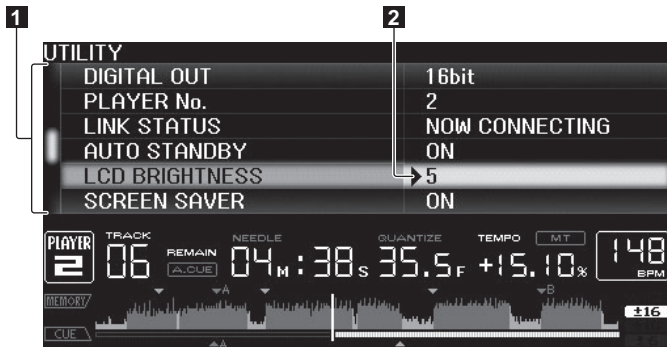 1
2
UTILITY
DIGITAL OUT 16bit
PLAYER No. 2
LINK STATUS NOW CONNECTING
AUTO STANDBY ON
LCD BRIGHTNESS 5
SCREEN SAVER ON
PLAYER 2 TRACK 06 REMAIN A.CUE NEEDLE 04M:38S QUANTIZE 35.5F TEMPO MT +15.10% 148 BPM
MEMORY A B
CUE A ±16